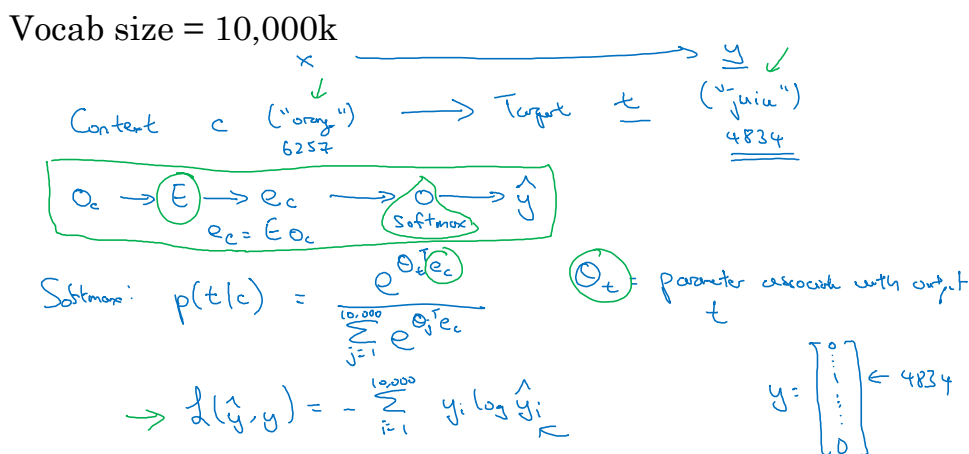 Vocab size = 10,000k
x → y
Content c ("orange") → Target t ("juice")
6257 4834
O_c → E → e_c → O → ŷ
softmax
e_c = E O_c
Softmax: p(t|c) = e^{θ_t^T e_c} / Σ_{j=1}^{10,000} e^{θ_j^T e_c} θ_t = parameter associated with output t
→ L(ŷ, y) = - Σ_{i=1}^{10,000} y_i log ŷ_i y = [0 ⋮ 1 ⋮ 0] ← 4834